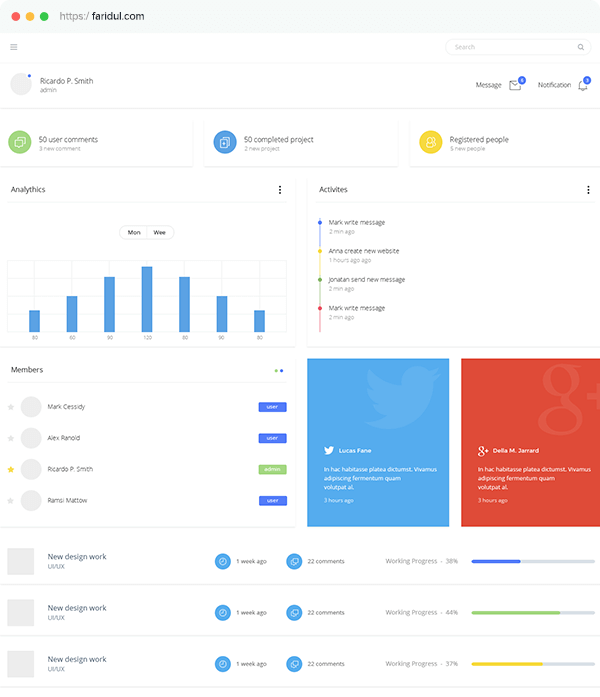 https:/ faridul.com
Search
Ricardo P. Smith
admin
Message
Notification
50 user comments
3 new comment
50 completed project
2 new project
Registered people
5 new people
Analythics
Mon Wee
80 60 90 120 80 90 80
Activites
Mark write message
2 min ago
Anna create new website
1 hours ago ago
Jonatan send new message
2 min ago
Mark write message
2 min ago
Members
Mark Cessidy user
Alex Ranold user
Ricardo P. Smith admin
Ramsi Mattow user
Lucas Fane
In hac habitasse platea dictumst. Vivamus
adipiscing fermentum quam
volutpat al.
3 hours ago
Della M. Jarrard
In hac habitasse platea dictumst. Vivamus
adipiscing fermentum quam
volutpat al.
3 hours ago
New design work
UI/UX
1 week ago
22 comments
Working Progress - 38%
New design work
UI/UX
1 week ago
22 comments
Working Progress - 44%
New design work
UI/UX
1 week ago
22 comments
Working Progress - 37%